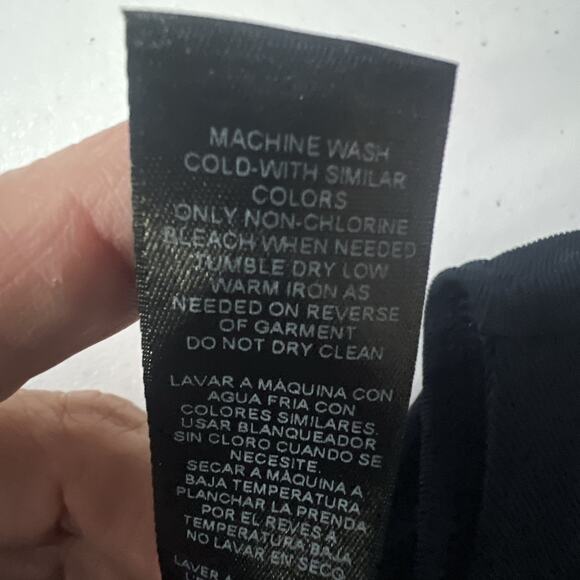 MACHINE WASH
COLD-WITH SIMILAR
COLORS
ONLY NON-CHLORINE
BLEACH WHEN NEEDED
TUMBLE DRY LOW
WARM IRON AS
NEEDED ON REVERSE
OF GARMENT
DO NOT DRY CLEAN
LAVAR A MÁQUINA CON
AGUA FRIA CON
COLORES SIMILARES.
USAR BLANQUEADOR
SIN CLORO CUANDO SE
NECESITE.
SECAR A MÁQUINA A
BAJA TEMPERATURA
PLANCHAR LA PRENDA
POR EL REVES A
TEMPERATURA BAJA
NO LAVAR EN SECO
LAVER A